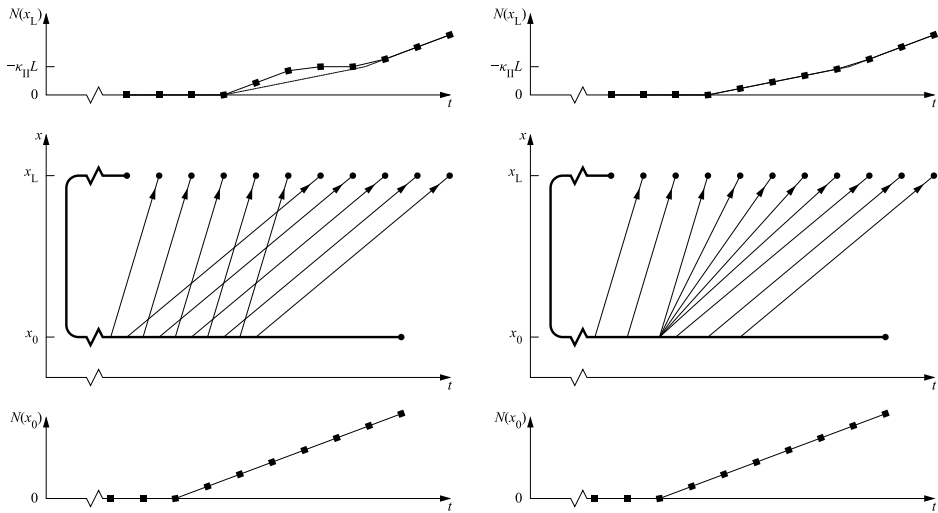 N(x_L)
−κ_II L
0
t
x
x_L
x_0
t
N(x_0)
0
t
N(x_L)
−κ_II L
0
t
x
x_L
x_0
t
N(x_0)
0
t